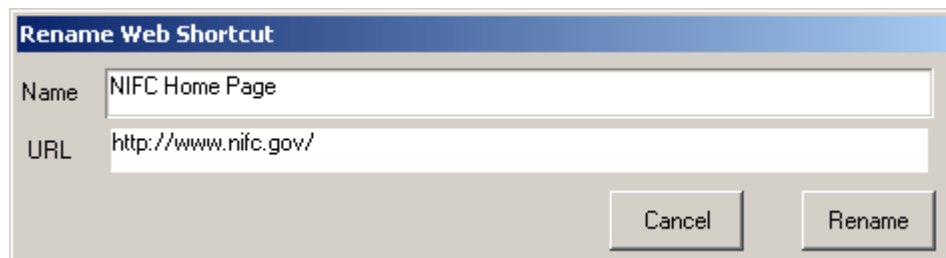 Rename Web Shortcut
Name NIFC Home Page
URL http://www.nifc.gov/
Cancel Rename